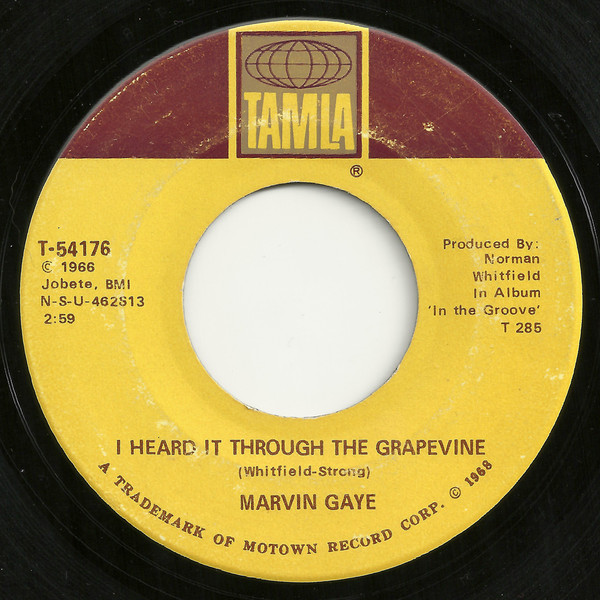 TAMLA
®
T-54176
© 1966
Jobete, BMI
N-S-U-462S13
2:59
Produced By:
Norman
Whitfield
In Album
'In the Groove'
T 285
I HEARD IT THROUGH THE GRAPEVINE
(Whitfield-Strong)
MARVIN GAYE
A TRADEMARK OF MOTOWN RECORD CORP. © 1968